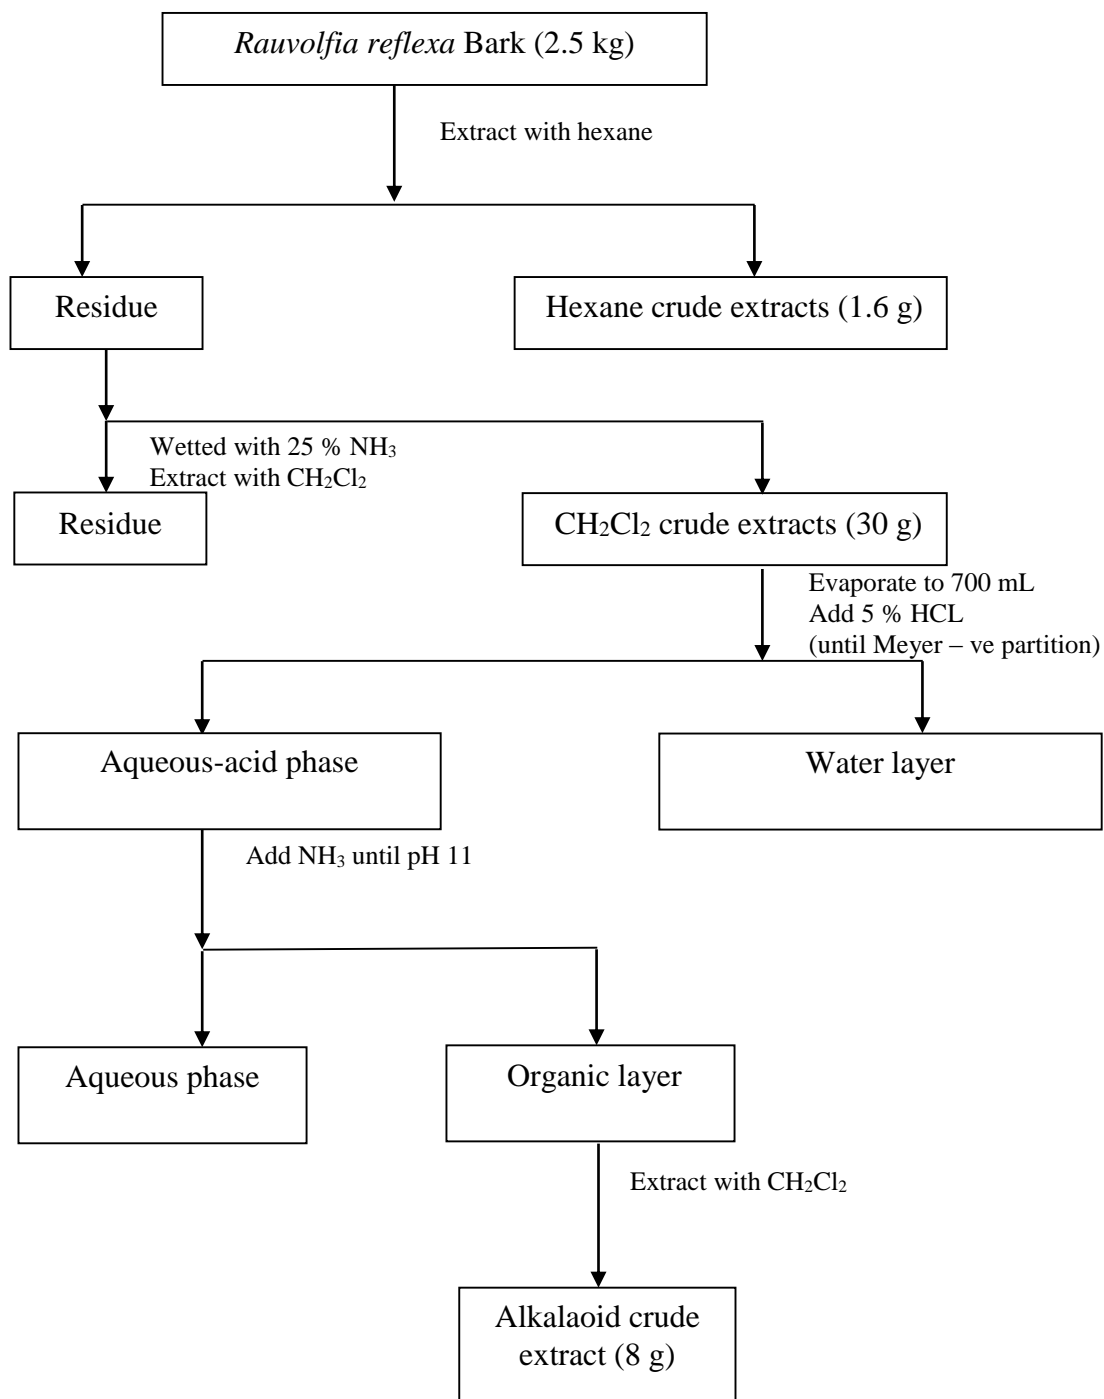 Rauvolfia reflexa Bark (2.5 kg)
Extract with hexane
Residue
Hexane crude extracts (1.6 g)
Wetted with 25 % NH₃
Extract with CH₂Cl₂
Residue
CH₂Cl₂ crude extracts (30 g)
Evaporate to 700 mL
Add 5 % HCL
(until Meyer – ve partition)
Aqueous-acid phase
Water layer
Add NH₃ until pH 11
Aqueous phase
Organic layer
Extract with CH₂Cl₂
Alkalaoid crude
extract (8 g)